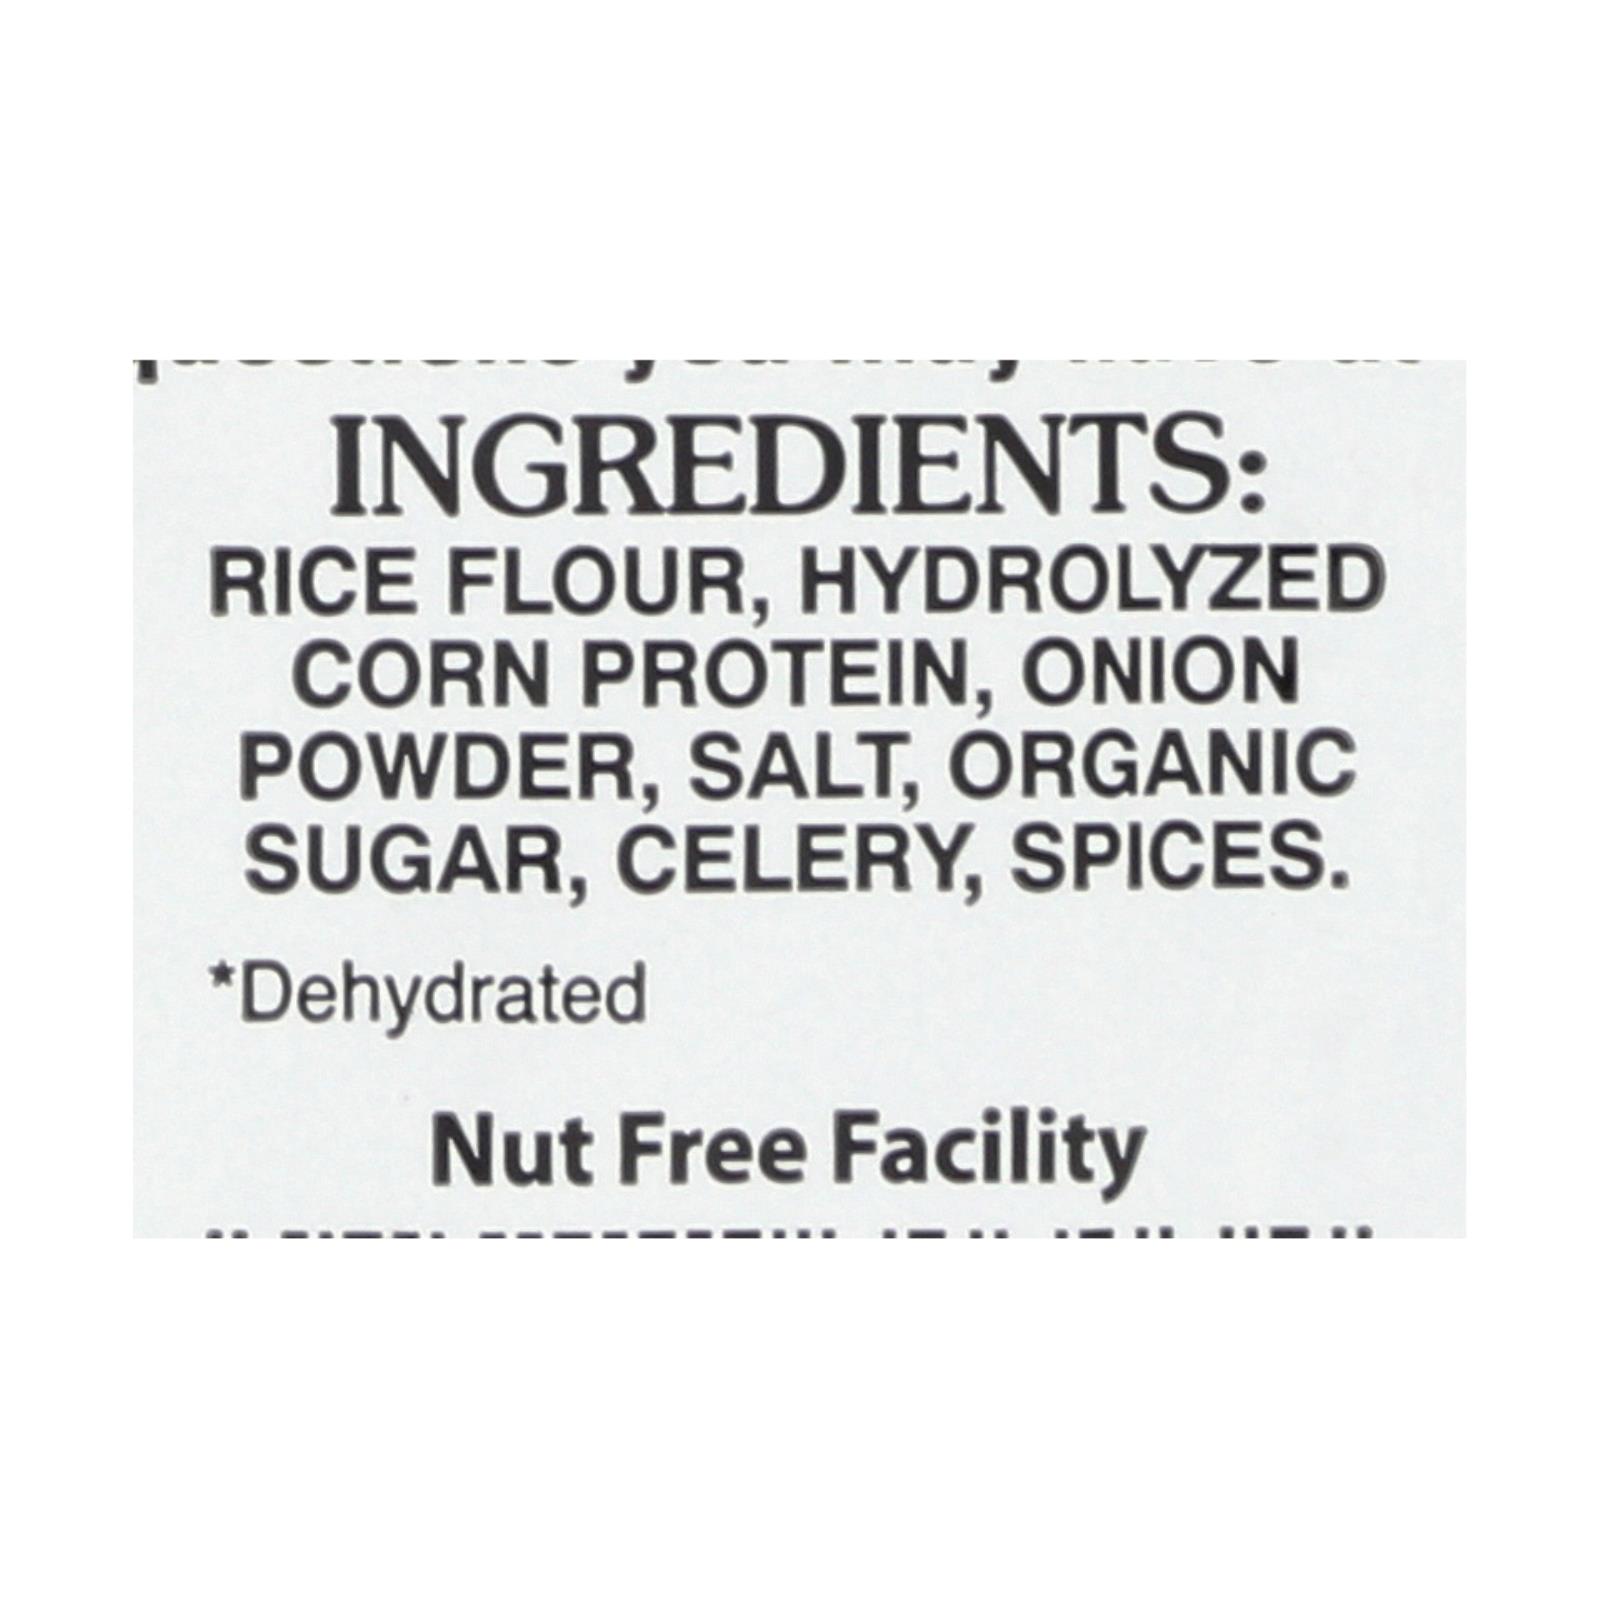 INGREDIENTS:
RICE FLOUR, HYDROLYZED
CORN PROTEIN, ONION
POWDER, SALT, ORGANIC
SUGAR, CELERY, SPICES.
*Dehydrated
Nut Free Facility